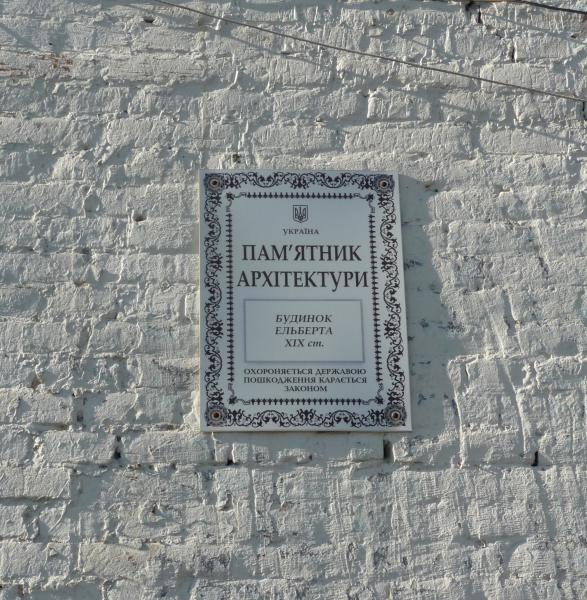 УКРАЇНА
ПАМ'ЯТНИК
АРХІТЕКТУРИ
БУДИНОК
ЕЛЬБЕРТА
XIX ст.
ОХОРОНЯЄТЬСЯ ДЕРЖАВОЮ
ПОШКОДЖЕННЯ КАРАЄТЬСЯ
ЗАКОНОМ